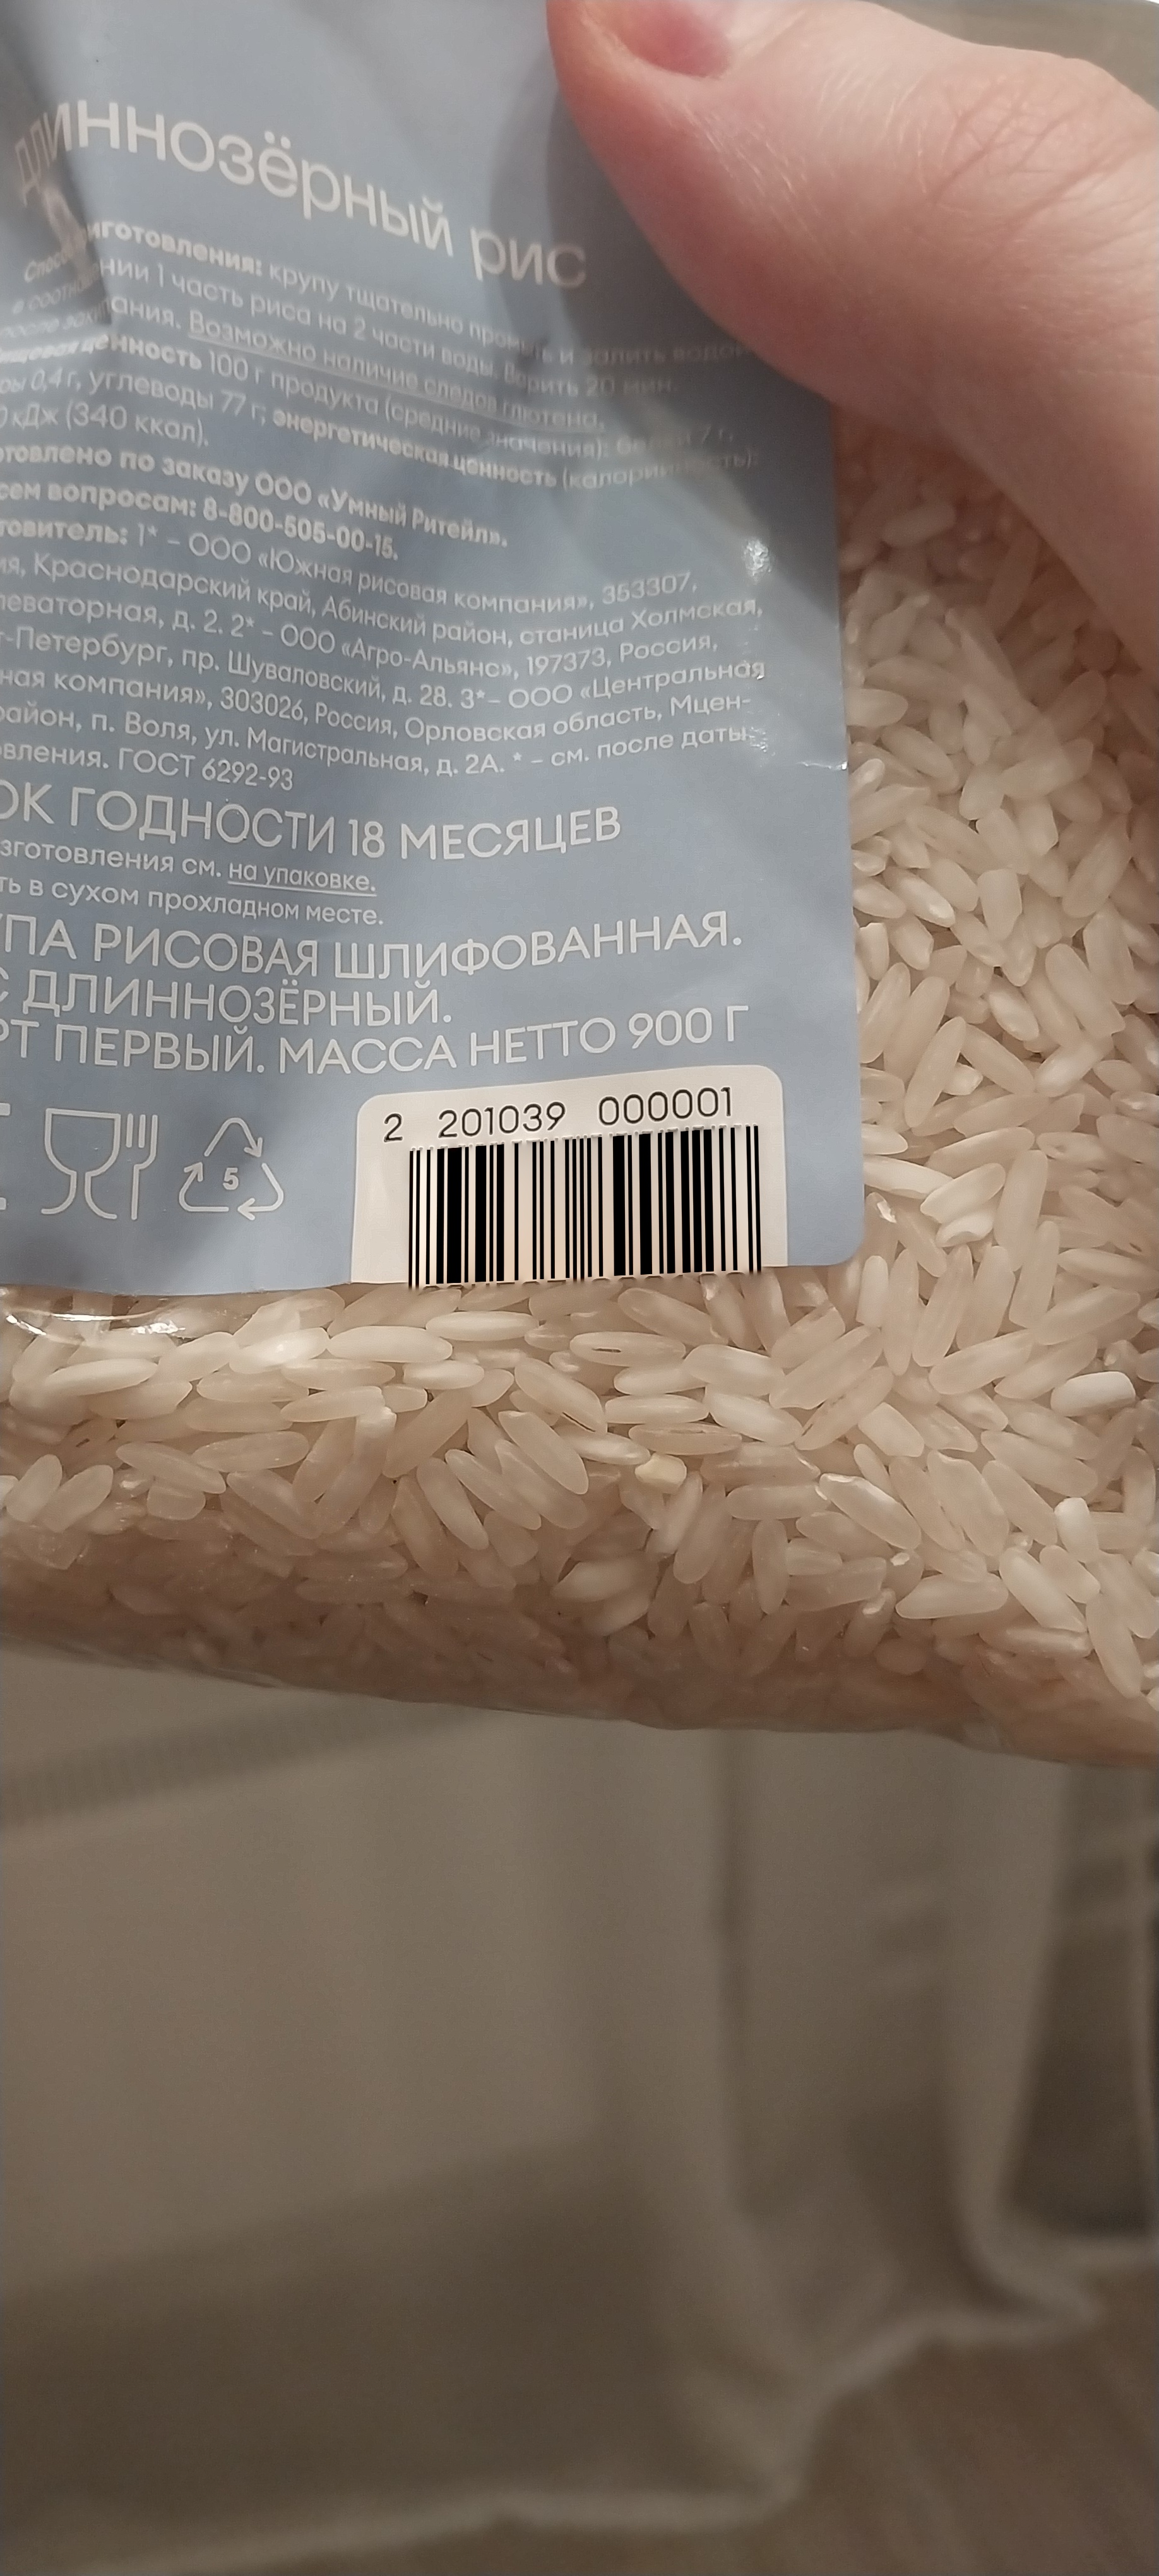 длиннозёрный рис
иготовления: крупу тщательно промыть и залить водой
нии 1 часть риса на 2 части воды. Варить 20 мин.
ания. Возможно наличие следов глютена.
ценность 100 г продукта (средние значения): белки 7 г,
ры 0,4 г, углеводы 77 г; энергетическая ценность (калорийность):
0 кДж (340 ккал).
отовлено по заказу ООО «Умный Ритейл».
сем вопросам: 8-800-505-00-15.
товитель: 1* – ООО «Южная рисовая компания», 353307,
ия, Краснодарский край, Абинский район, станица Холмская,
леваторная, д. 2. 2* – ООО «Агро-Альянс», 197373, Россия,
т-Петербург, пр. Шуваловский, д. 28. 3* – ООО «Центральная
ная компания», 303026, Россия, Орловская область, Мцен-
район, п. Воля, ул. Магистральная, д. 2А. * – см. после даты
овления. ГОСТ 6292-93
ОК ГОДНОСТИ 18 МЕСЯЦЕВ
зготовления см. на упаковке.
ть в сухом прохладном месте.
УПА РИСОВАЯ ШЛИФОВАННАЯ.
С ДЛИННОЗЁРНЫЙ.
РТ ПЕРВЫЙ. МАССА НЕТТО 900 Г
5
2 201039 000001